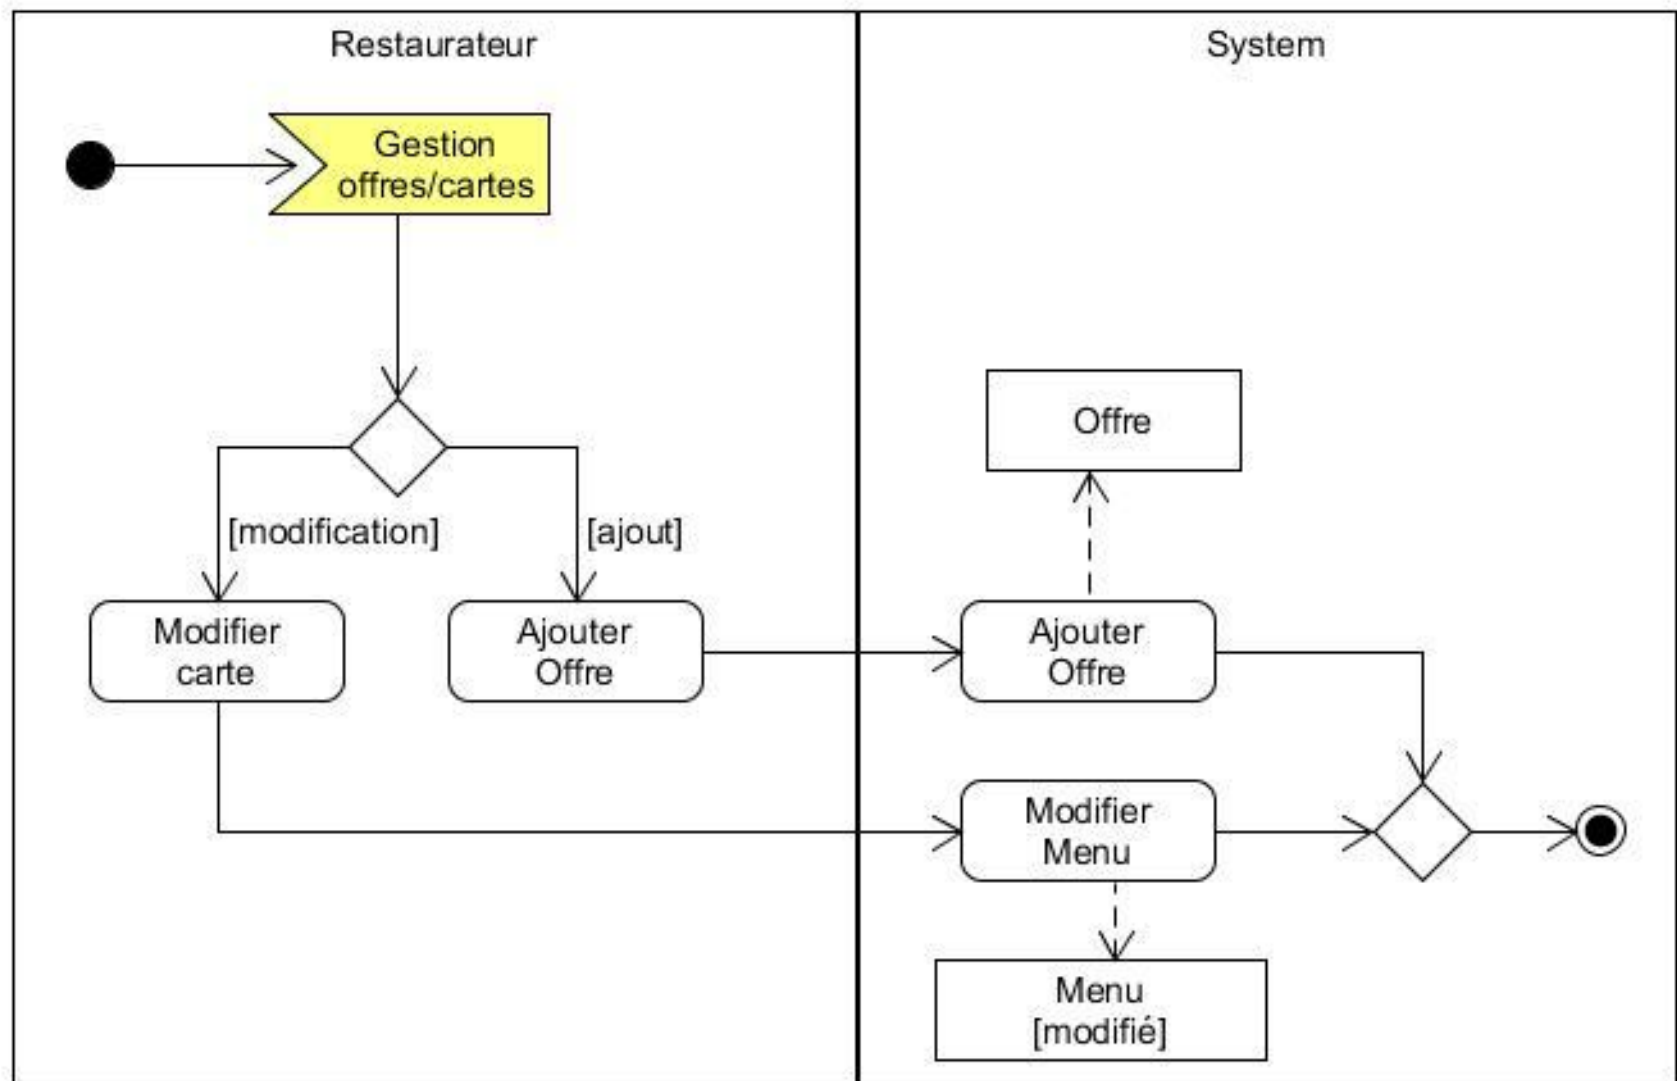 Restaurateur
System
Gestion
offres/cartes
Offre
[modification]
[ajout]
Modifier
carte
Ajouter
Offre
Ajouter
Offre
Modifier
Menu
Menu
[modifié]